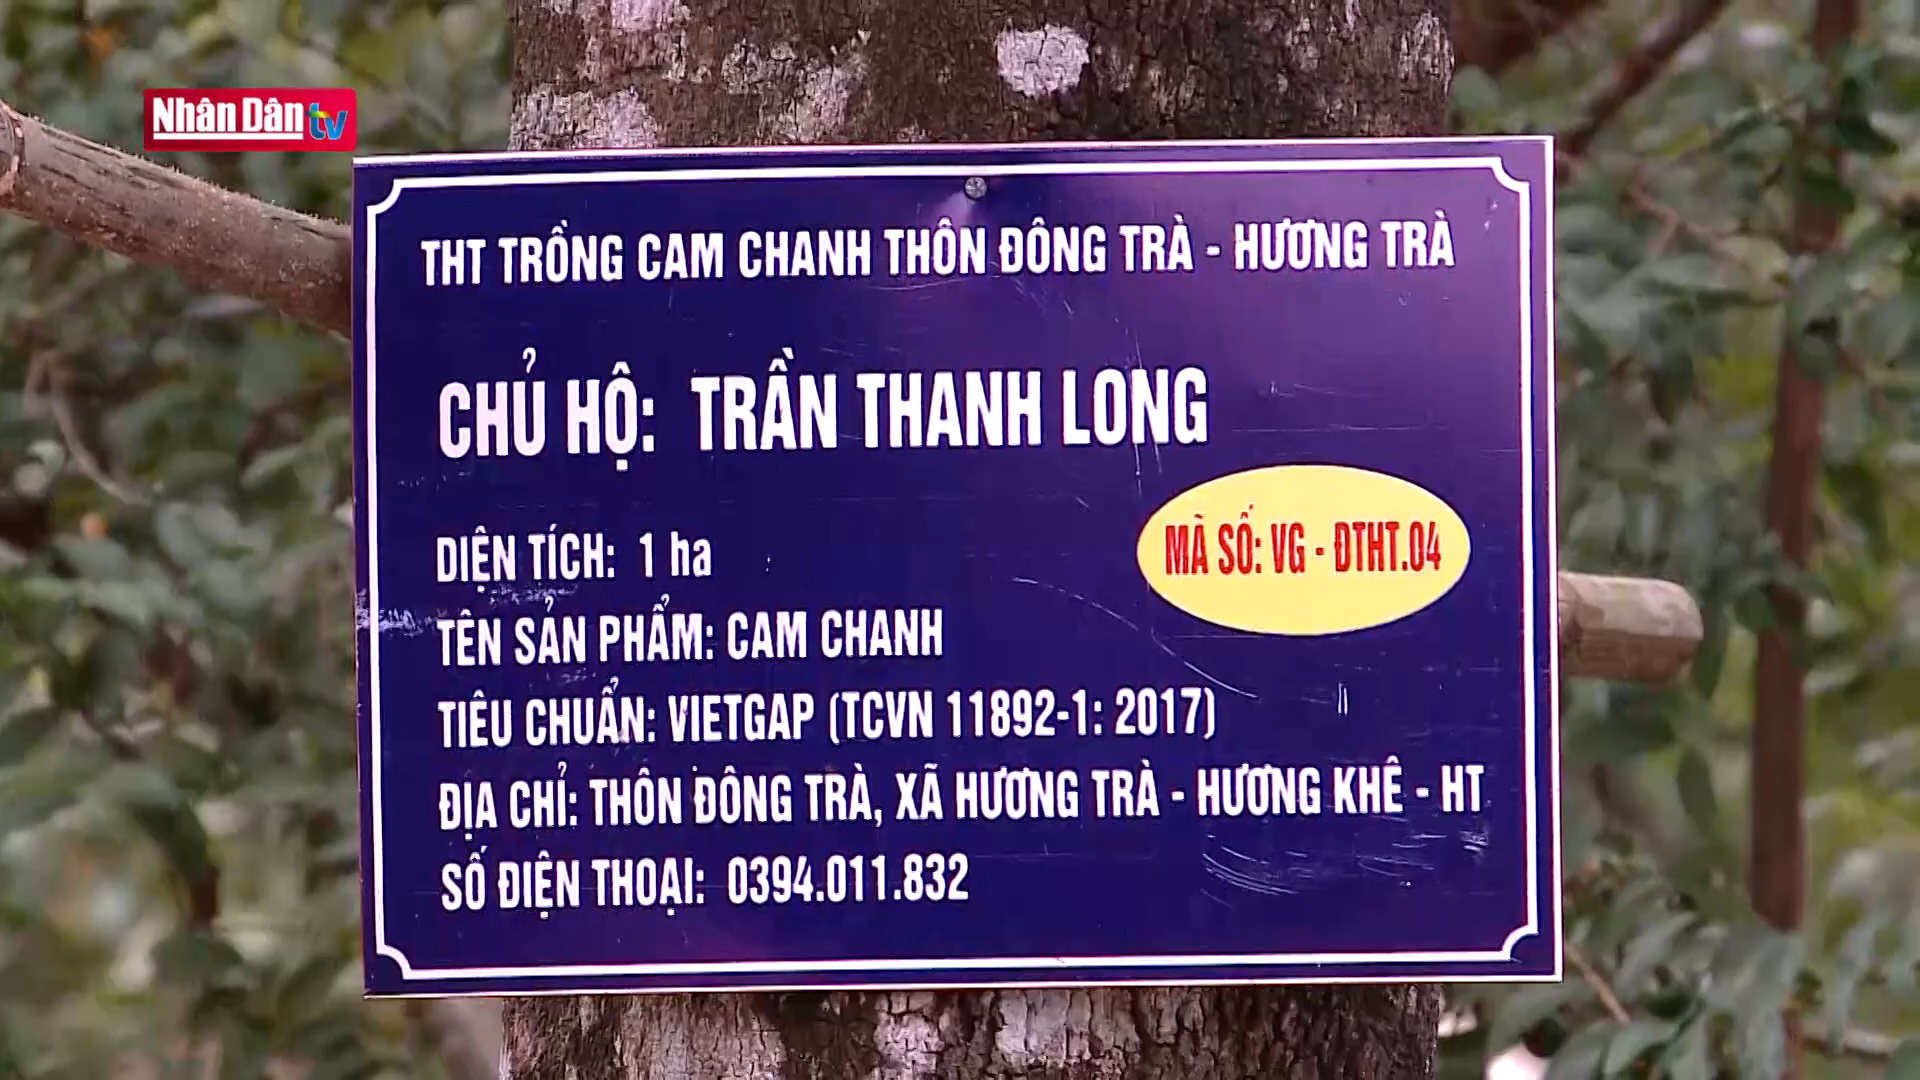 Nhân Dân tv
THT TRỒNG CAM CHANH THÔN ĐÔNG TRÀ - HƯƠNG TRÀ
CHỦ HỘ: TRẦN THANH LONG
MÃ SỐ: VG - ĐTHT.04
DIỆN TÍCH: 1 ha
TÊN SẢN PHẨM: CAM CHANH
TIÊU CHUẨN: VIETGAP (TCVN 11892-1: 2017)
ĐỊA CHỈ: THÔN ĐÔNG TRÀ, XÃ HƯƠNG TRÀ - HƯƠNG KHÊ - HT
SỐ ĐIỆN THOẠI: 0394.011.832